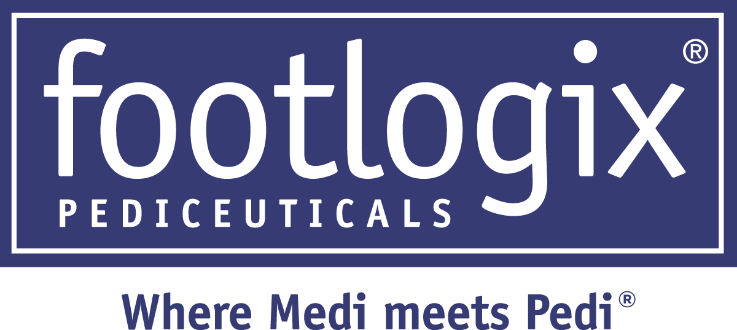 footlogix®
PEDICEUTICALS
Where Medi meets Pedi®